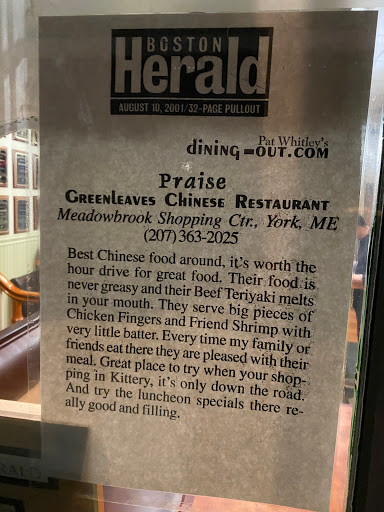 BOSTON
Herald
AUGUST 10, 2001/32-PAGE PULLOUT
Pat Whitley's
dining-OUT.COM
Praise
GREENLEAVES CHINESE RESTAURANT
Meadowbrook Shopping Ctr., York, ME
(207) 363-2025
Best Chinese food around, it's worth the
hour drive for great food. Their food is
never greasy and their Beef Teriyaki melts
in your mouth. They serve big pieces of
Chicken Fingers and Friend Shrimp with
very little batter. Every time my family or
friends eat there they are pleased with their
meal. Great place to try when your shop-
ping in Kittery, it's only down the road.
And try the luncheon specials there re-
ally good and filling.
ERALD